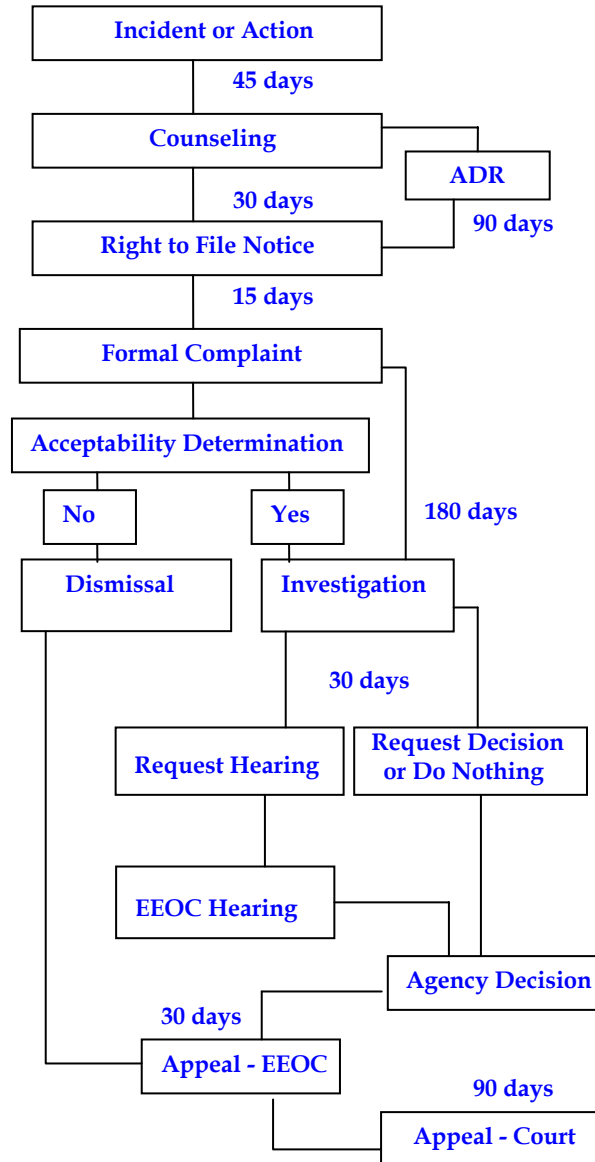 Incident or Action
45 days
Counseling
ADR
30 days
90 days
Right to File Notice
15 days
Formal Complaint
Acceptability Determination
No
Yes
180 days
Dismissal
Investigation
30 days
Request Hearing
Request Decision
or Do Nothing
EEOC Hearing
Agency Decision
30 days
Appeal - EEOC
90 days
Appeal - Court